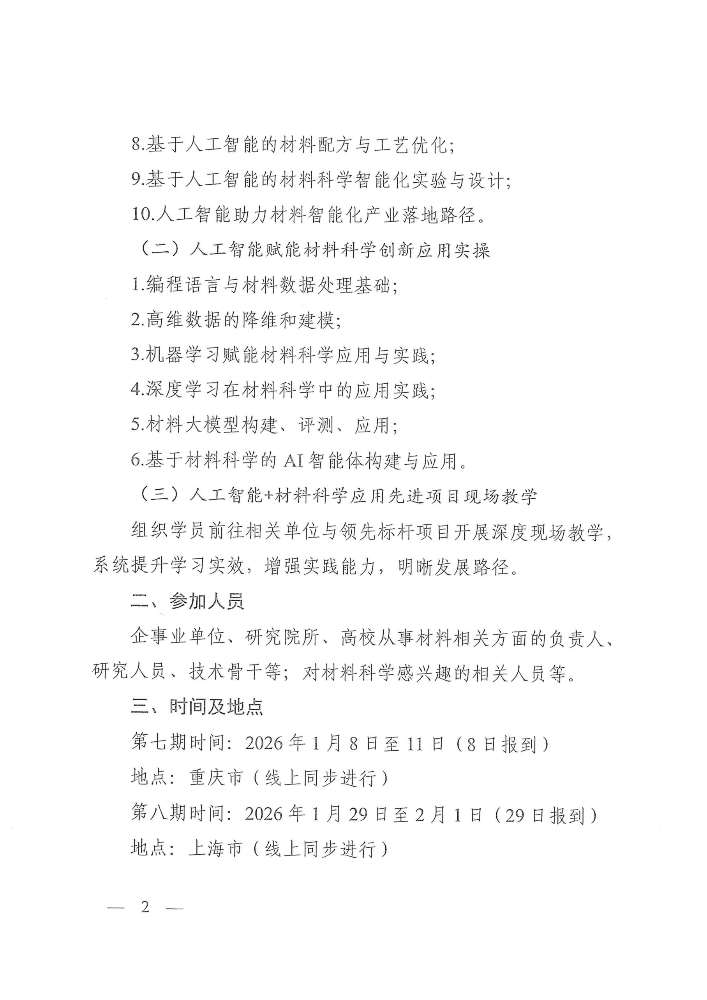 8.基于人工智能的材料配方与工艺优化；
9.基于人工智能的材料科学智能化实验与设计；
10.人工智能助力材料智能化产业落地路径。
（二）人工智能赋能材料科学创新应用实操
1.编程语言与材料数据处理基础；
2.高维数据的降维和建模；
3.机器学习赋能材料科学应用与实践；
4.深度学习在材料科学中的应用实践；
5.材料大模型构建、评测、应用；
6.基于材料科学的 AI 智能体构建与应用。
（三）人工智能+材料科学应用先进项目现场教学
组织学员前往相关单位与领先标杆项目开展深度现场教学，
系统提升学习实效，增强实践能力，明晰发展路径。
二、参加人员
企事业单位、研究院所、高校从事材料相关方面的负责人、
研究人员、技术骨干等；对材料科学感兴趣的相关人员等。
三、时间及地点
第七期时间：2026 年 1 月 8 日至 11 日（8 日报到）
地点：重庆市（线上同步进行）
第八期时间：2026 年 1 月 29 日至 2 月 1 日（29 日报到）
地点：上海市（线上同步进行）
— 2 —